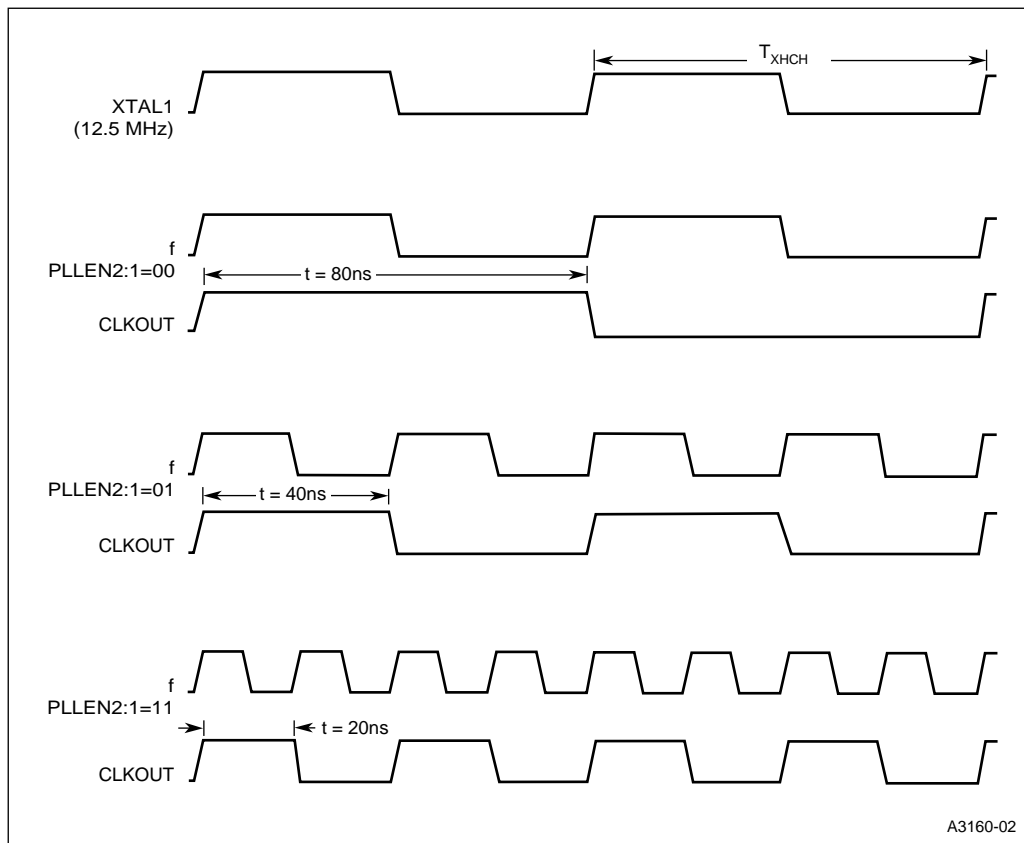 T_XHCH
XTAL1
(12.5 MHz)
f
PLLEN2:1=00
t = 80ns
CLKOUT
f
PLLEN2:1=01
t = 40ns
CLKOUT
f
PLLEN2:1=11
t = 20ns
CLKOUT
A3160-02